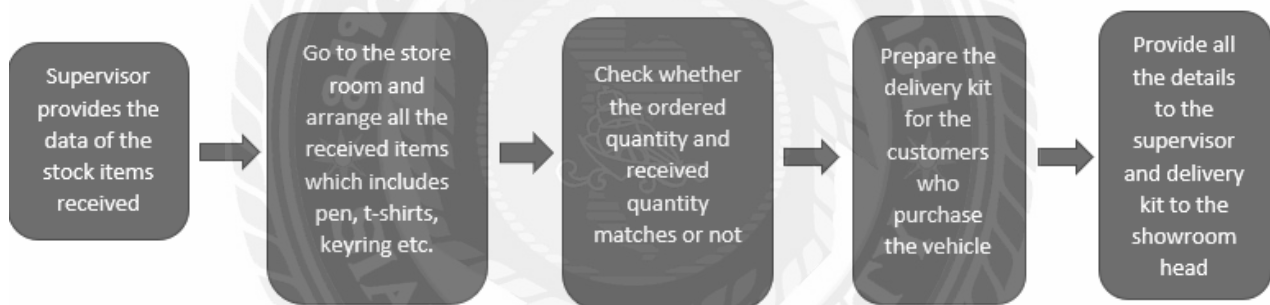 Supervisor
provides the
data of the
stock items
received
Go to the store
room and
arrange all the
received items
which includes
pen, t-shirts,
keyring etc.
Check whether
the ordered
quantity and
received
quantity
matches or not
Prepare the
delivery kit
for the
customers
who
purchase
the vehicle
Provide all
the details
to the
supervisor
and delivery
kit to the
showroom
head